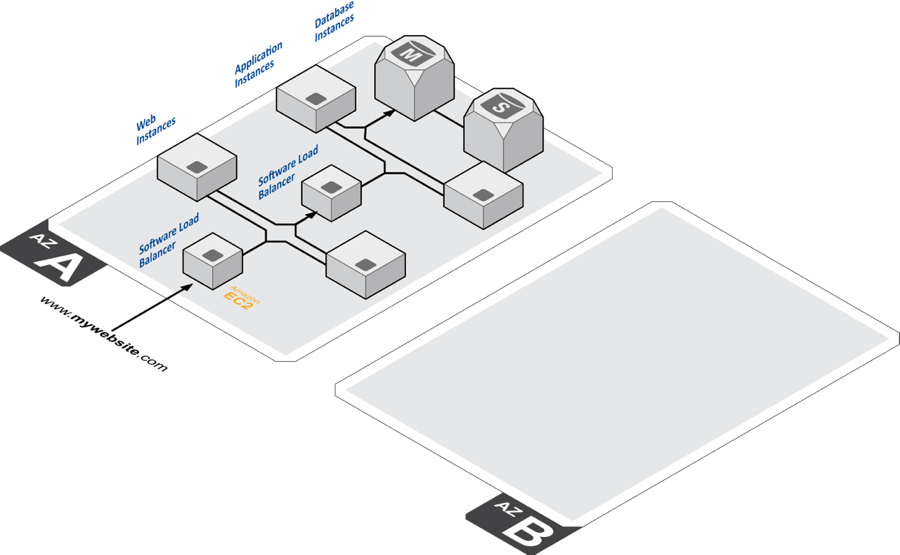 Database
Instances
Application
Instances
M
S
Web
Instances
Software Load
Balancer
Software Load
Balancer
AZ
A
Amazon
EC2
www.mywebsite.com
AZ
B